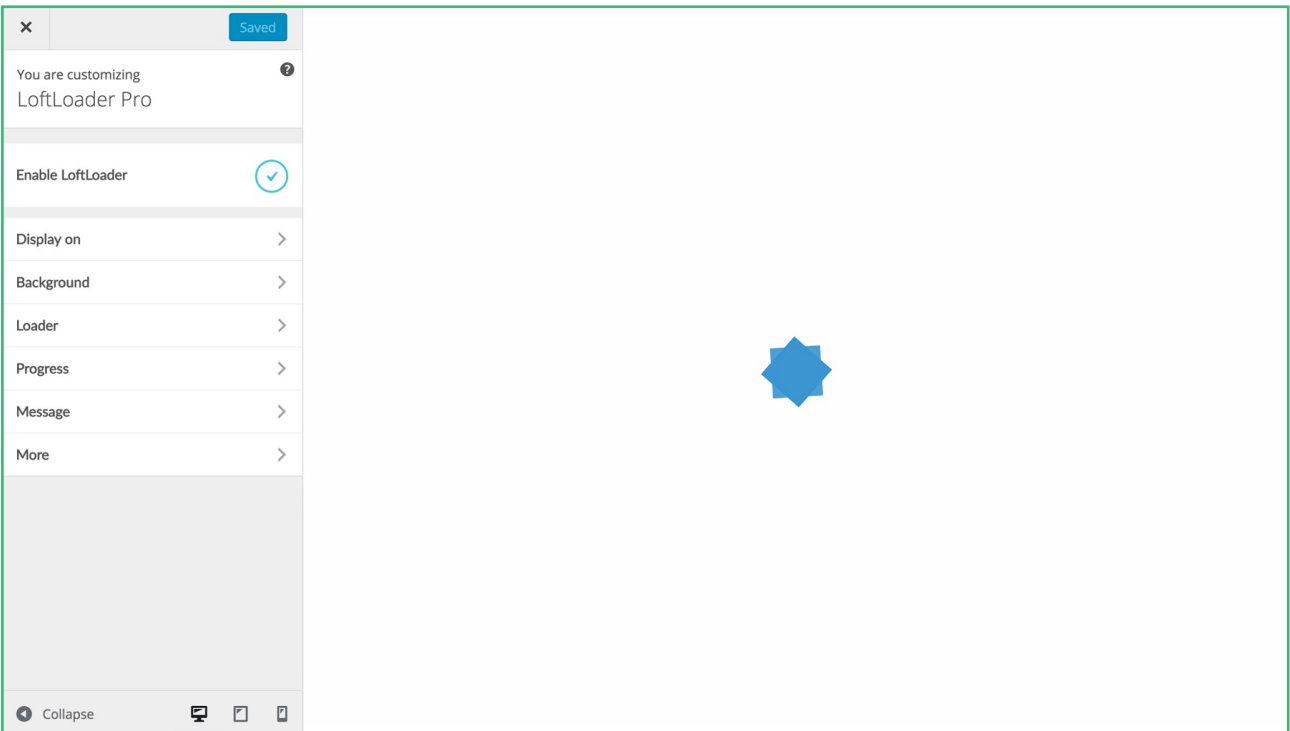 Saved
You are customizing
LoftLoader Pro
Enable LoftLoader
Display on
Background
Loader
Progress
Message
More
Collapse